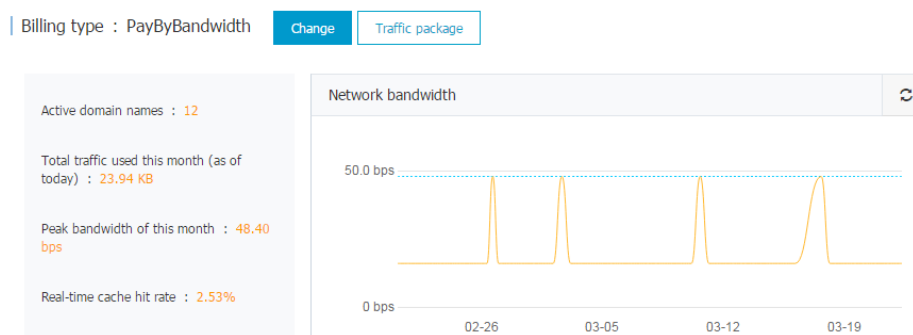 Billing type : PayByBandwidth
Change
Traffic package
Active domain names : 12
Total traffic used this month (as of
today) : 23.94 KB
Peak bandwidth of this month : 48.40
bps
Real-time cache hit rate : 2.53%
Network bandwidth
50.0 bps
0 bps
02-26
03-05
03-12
03-19